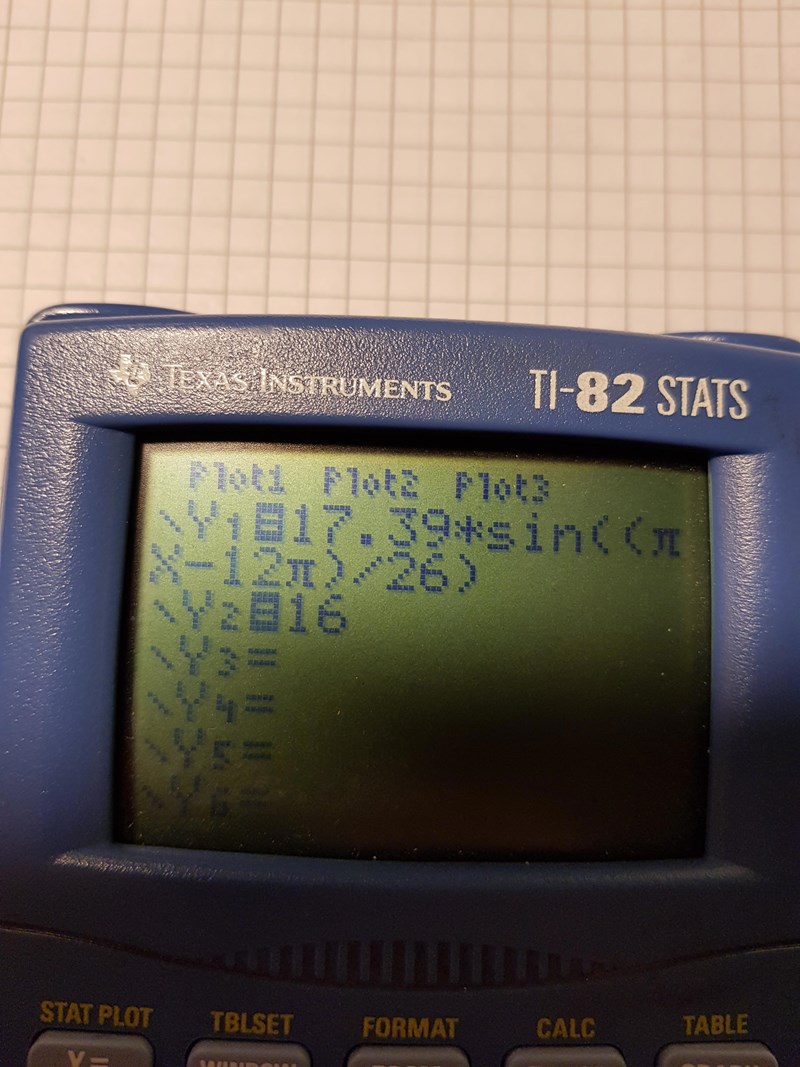 TEXAS INSTRUMENTS TI-82 STATS
Plot1 Plot2 Plot3
\Y1=17.39*sin((π
X-12π)/26)
\Y2=16
\Y3=
\Y4=
\Y5=
\Y6=
STAT PLOT TBLSET FORMAT CALC TABLE
Y= WINDOW